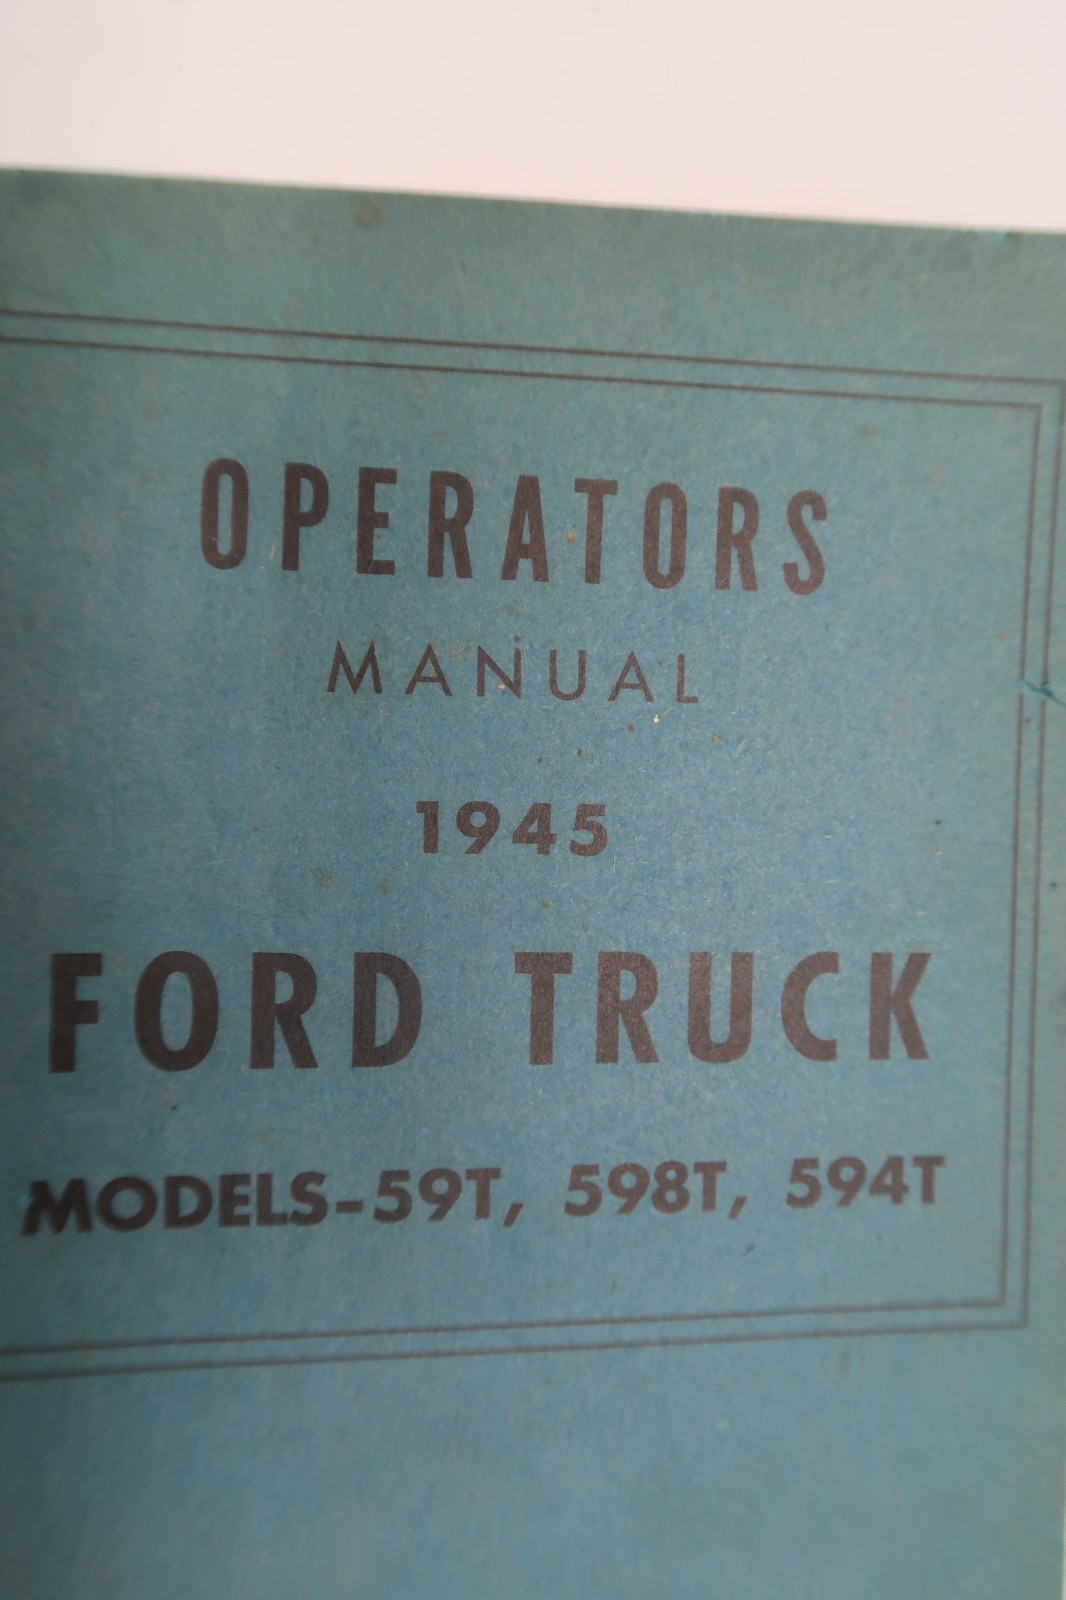 OPERATORS
MANUAL
1945
FORD TRUCK
MODELS-59T, 598T, 594T